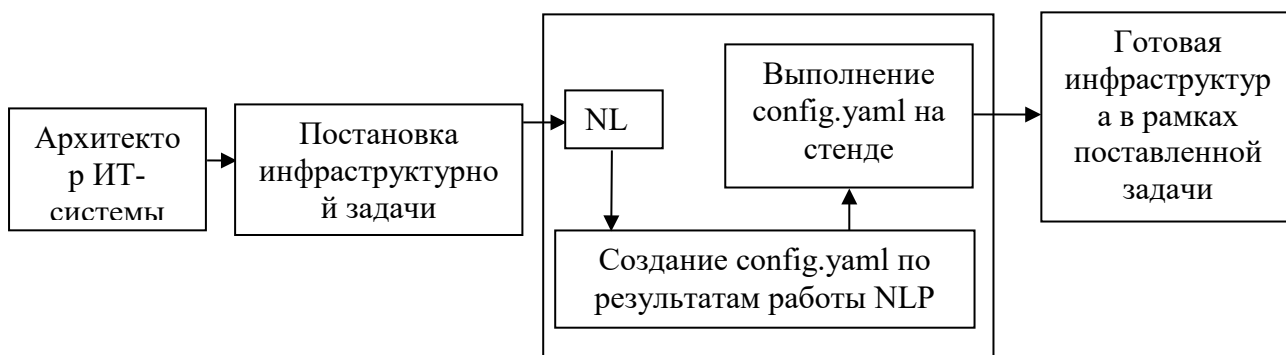 Архитекто
р ИТ-
системы
Постановка
инфраструктурно
й задачи
NL
Создание config.yaml по
результатам работы NLP
Выполнение
config.yaml на
стенде
Готовая
инфраструктур
а в рамках
поставленной
задачи